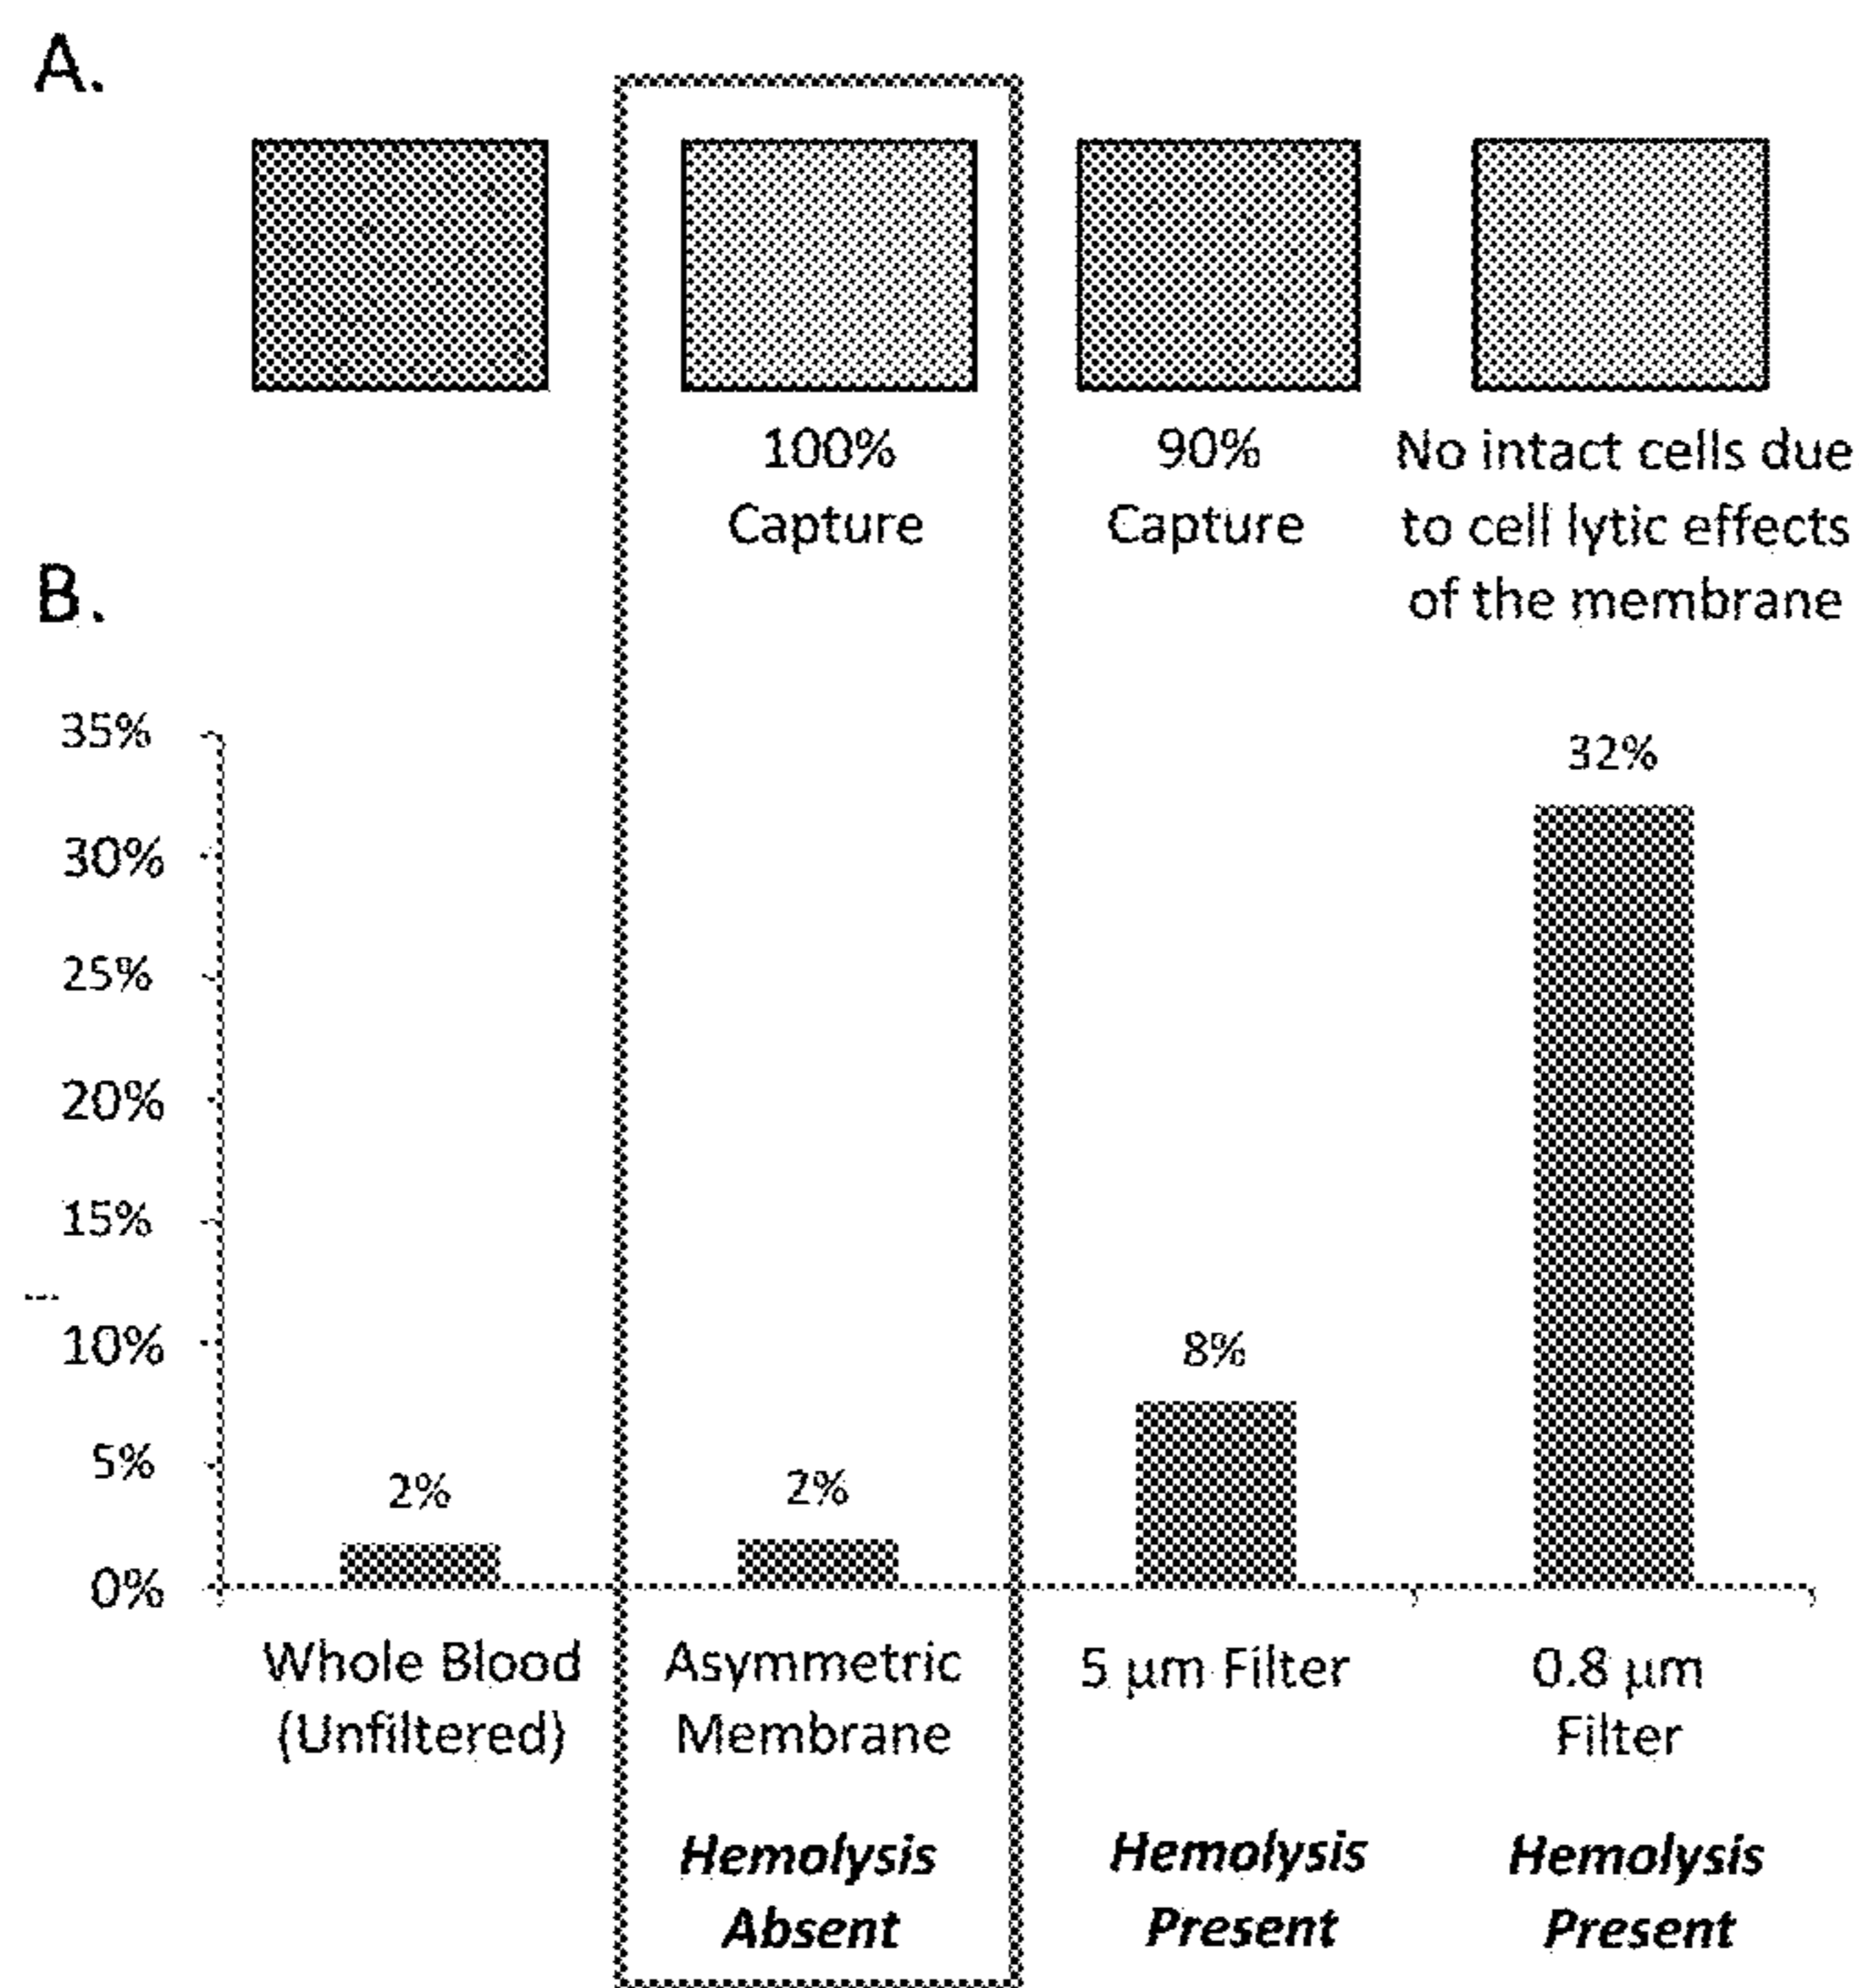 A.
100%
Capture
90%
Capture
No intact cells due
to cell lytic effects
of the membrane
B.
35%
30%
25%
20%
15%
10%
5%
0%
2%
2%
8%
32%
Whole Blood
(Unfiltered)
Asymmetric
Membrane
5 µm Filter
0.8 µm
Filter
Hemolysis
Absent
Hemolysis
Present
Hemolysis
Present